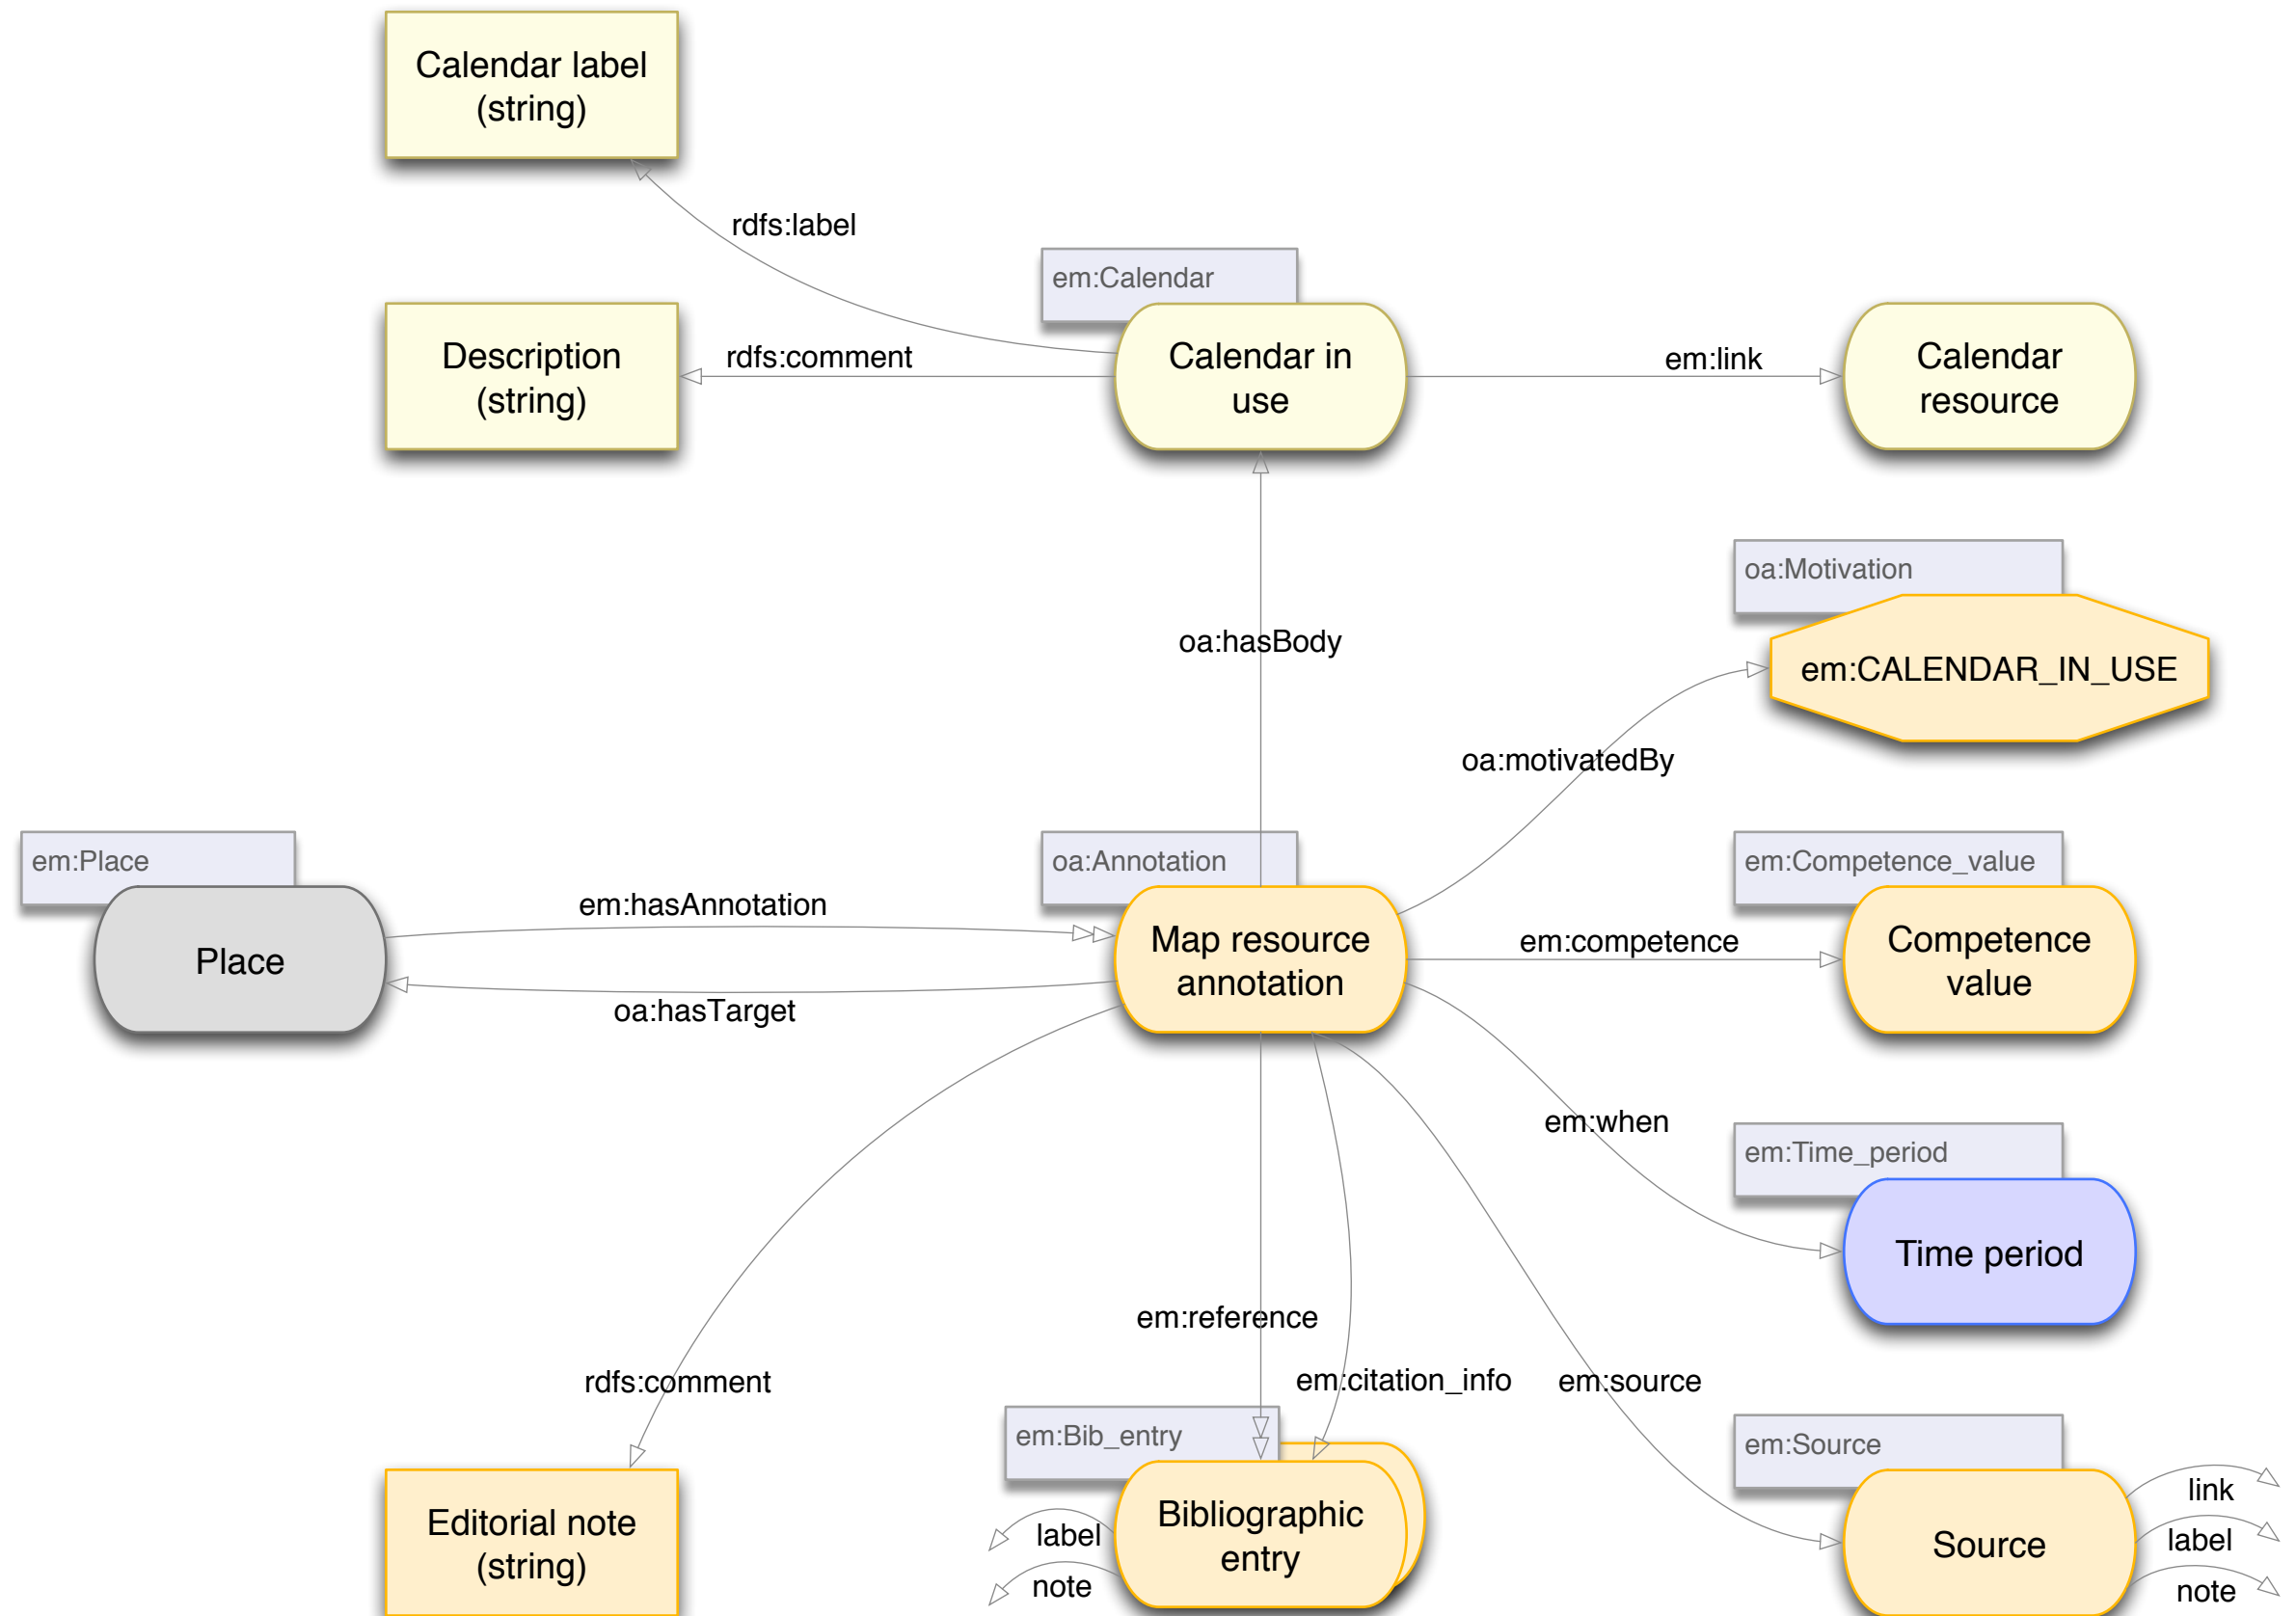 Calendar label
(string)
rdfs:label
em:Calendar
Description
(string)
rdfs:comment
Calendar in
use
em:link
Calendar
resource
oa:Motivation
oa:hasBody
em:CALENDAR_IN_USE
oa:motivatedBy
em:Place
oa:Annotation
em:Competence_value
em:hasAnnotation
Place
Map resource
annotation
em:competence
Competence
value
oa:hasTarget
em:when
em:Time_period
Time period
em:reference
rdfs:comment
em:citation_info
em:source
em:Bib_entry
em:Source
Editorial note
(string)
label
note
Bibliographic
entry
Source
link
label
note